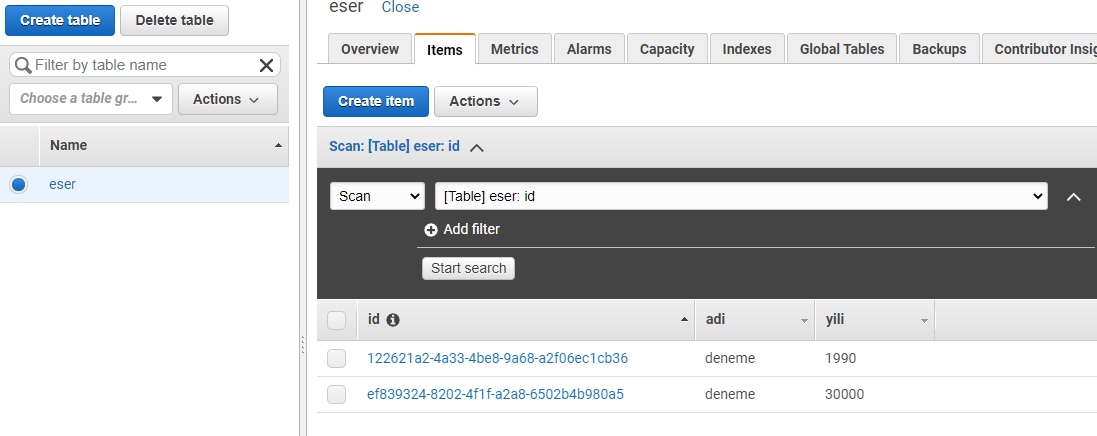 Create table
Delete table
Filter by table name
Choose a table gr...
Actions
Name
eser
eser Close
Overview
Items
Metrics
Alarms
Capacity
Indexes
Global Tables
Backups
Contributor Insig
Create item
Actions
Scan: [Table] eser: id
Scan
[Table] eser: id
Add filter
Start search
id adi yili
122621a2-4a33-4be8-9a68-a2f06ec1cb36 deneme 1990
ef839324-8202-4f1f-a2a8-6502b4b980a5 deneme 30000